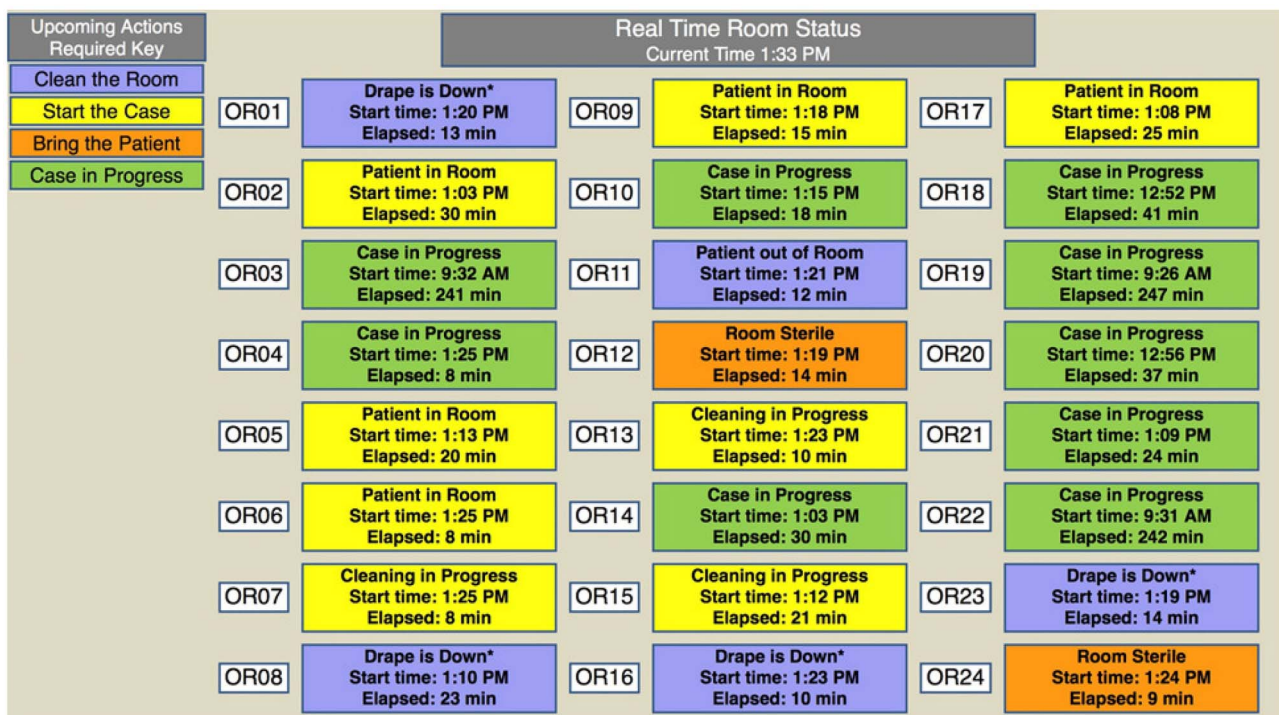 Upcoming Actions
Required Key
Clean the Room
Start the Case
Bring the Patient
Case in Progress
Real Time Room Status
Current Time 1:33 PM
OR01
Drape is Down*
Start time: 1:20 PM
Elapsed: 13 min
OR02
Patient in Room
Start time: 1:03 PM
Elapsed: 30 min
OR03
Case in Progress
Start time: 9:32 AM
Elapsed: 241 min
OR04
Case in Progress
Start time: 1:25 PM
Elapsed: 8 min
OR05
Patient in Room
Start time: 1:13 PM
Elapsed: 20 min
OR06
Patient in Room
Start time: 1:25 PM
Elapsed: 8 min
OR07
Cleaning in Progress
Start time: 1:25 PM
Elapsed: 8 min
OR08
Drape is Down*
Start time: 1:10 PM
Elapsed: 23 min
OR09
Patient in Room
Start time: 1:18 PM
Elapsed: 15 min
OR10
Case in Progress
Start time: 1:15 PM
Elapsed: 18 min
OR11
Patient out of Room
Start time: 1:21 PM
Elapsed: 12 min
OR12
Room Sterile
Start time: 1:19 PM
Elapsed: 14 min
OR13
Cleaning in Progress
Start time: 1:23 PM
Elapsed: 10 min
OR14
Case in Progress
Start time: 1:03 PM
Elapsed: 30 min
OR15
Cleaning in Progress
Start time: 1:12 PM
Elapsed: 21 min
OR16
Drape is Down*
Start time: 1:23 PM
Elapsed: 10 min
OR17
Patient in Room
Start time: 1:08 PM
Elapsed: 25 min
OR18
Case in Progress
Start time: 12:52 PM
Elapsed: 41 min
OR19
Case in Progress
Start time: 9:26 AM
Elapsed: 247 min
OR20
Case in Progress
Start time: 12:56 PM
Elapsed: 37 min
OR21
Case in Progress
Start time: 1:09 PM
Elapsed: 24 min
OR22
Case in Progress
Start time: 9:31 AM
Elapsed: 242 min
OR23
Drape is Down*
Start time: 1:19 PM
Elapsed: 14 min
OR24
Room Sterile
Start time: 1:24 PM
Elapsed: 9 min